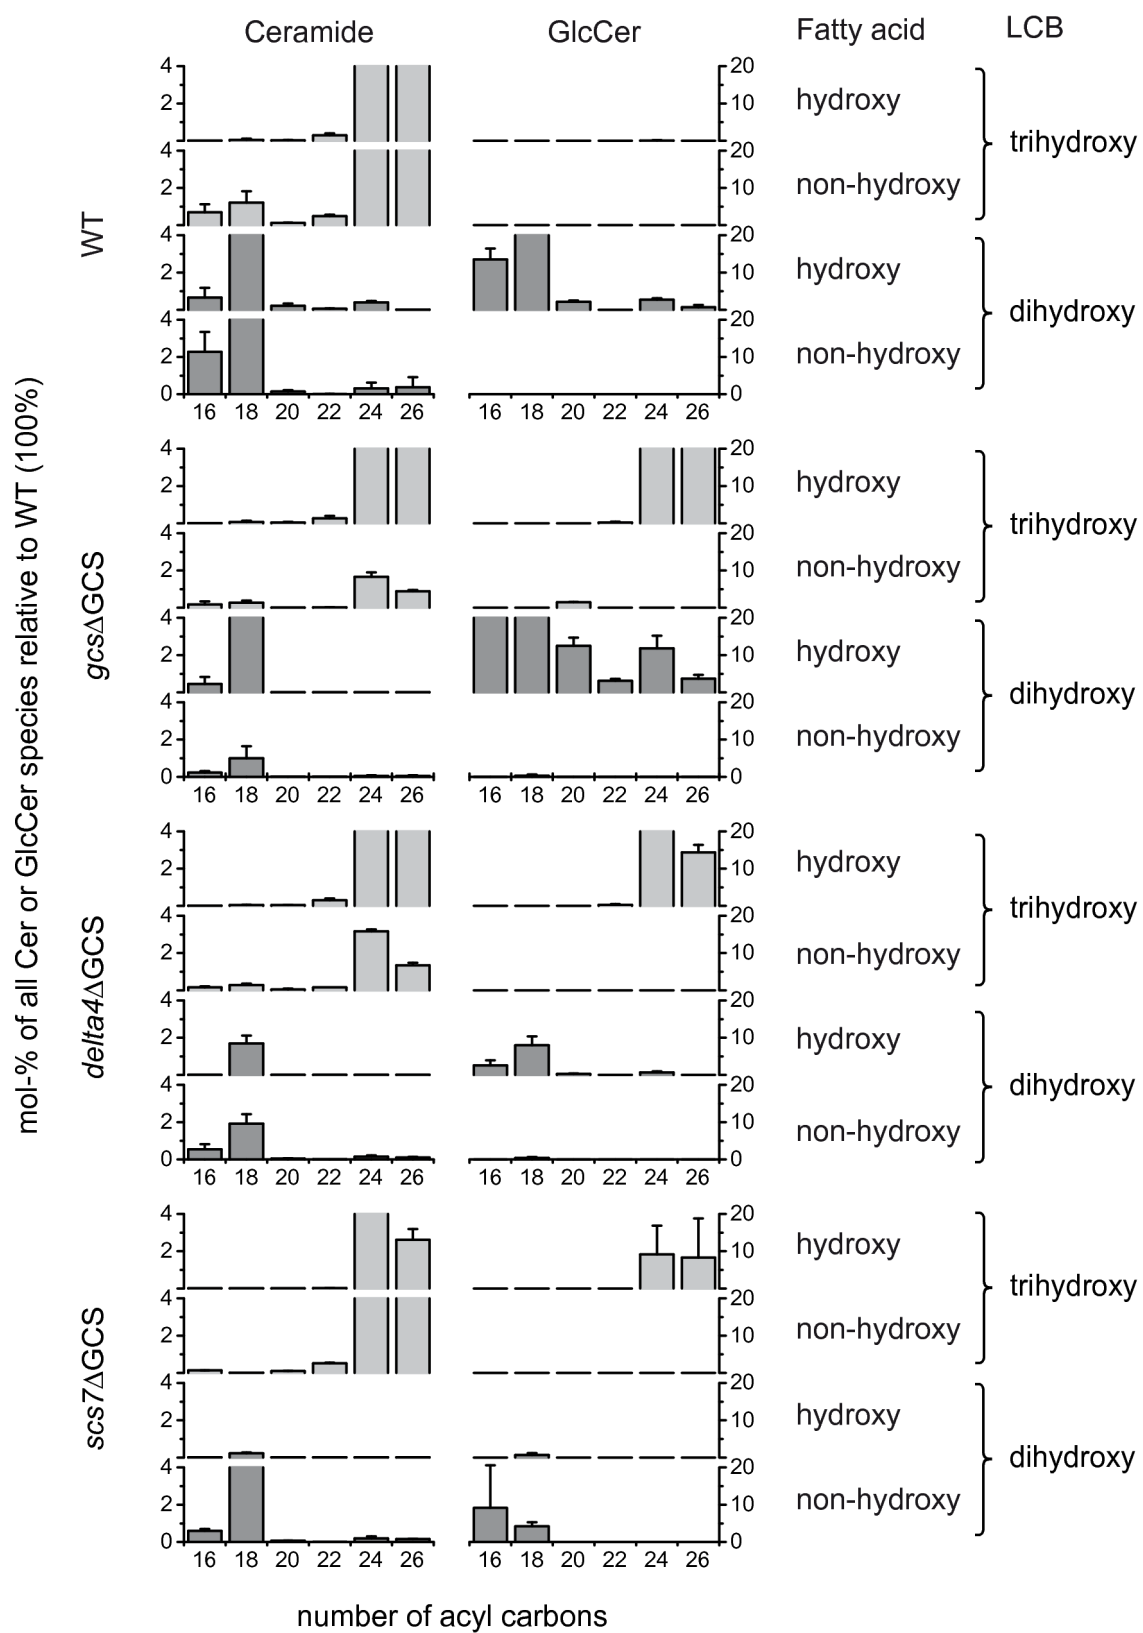 Ceramide GlcCer Fatty acid LCB
mol-% of all Cer or GlcCer species relative to WT (100%)
WT
4 20 hydroxy
2 10
trihydroxy
4 20
2 10 non-hydroxy
4 20
2 10 hydroxy
dihydroxy
4 20
2 10 non-hydroxy
0 0
16 18 20 22 24 26 16 18 20 22 24 26
gcsΔGCS
4 20
2 10 hydroxy
trihydroxy
4 20
2 10 non-hydroxy
4 20
2 10 hydroxy
dihydroxy
4 20
2 10 non-hydroxy
0 0
16 18 20 22 24 26 16 18 20 22 24 26
delta4ΔGCS
4 20
2 10 hydroxy
trihydroxy
4 20
2 10 non-hydroxy
4 20
2 10 hydroxy
dihydroxy
4 20
2 10 non-hydroxy
0 0
16 18 20 22 24 26 16 18 20 22 24 26
scs7ΔGCS
4 20
2 10 hydroxy
trihydroxy
4 20
2 10 non-hydroxy
4 20
2 10 hydroxy
dihydroxy
4 20
2 10 non-hydroxy
0 0
16 18 20 22 24 26 16 18 20 22 24 26
number of acyl carbons